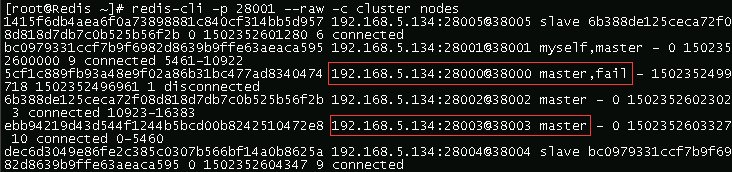 [root@Redis ~]# redis-cli -p 28001 --raw -c cluster nodes
1415f6db4aea6f0a73898881c840cf314bb5d957 192.168.5.134:28005@38005 slave 6b388de125ceca72f0
8d818d7db7c0b525b56f2b 0 1502352601280 6 connected
bc0979331ccf7b9f6982d8639b9ffe63aeaca595 192.168.5.134:28001@38001 myself,master - 0 150235
2600000 9 connected 5461-10922
5cf1c889fb93a48e9f02a86b31bc477ad8340474 192.168.5.134:28000@38000 master,fail - 1502352499
718 1502352496961 1 disconnected
6b388de125ceca72f08d818d7db7c0b525b56f2b 192.168.5.134:28002@38002 master - 0 1502352602302
 3 connected 10923-16383
ebb94219d43d544f1244b5bcd00b8242510472e8 192.168.5.134:28003@38003 master - 0 1502352603327
 10 connected 0-5460
dec6d3049e86fe2c385c0307b566bf14a0b8625a 192.168.5.134:28004@38004 slave bc0979331ccf7b9f69
82d8639b9ffe63aeaca595 0 1502352604347 9 connected